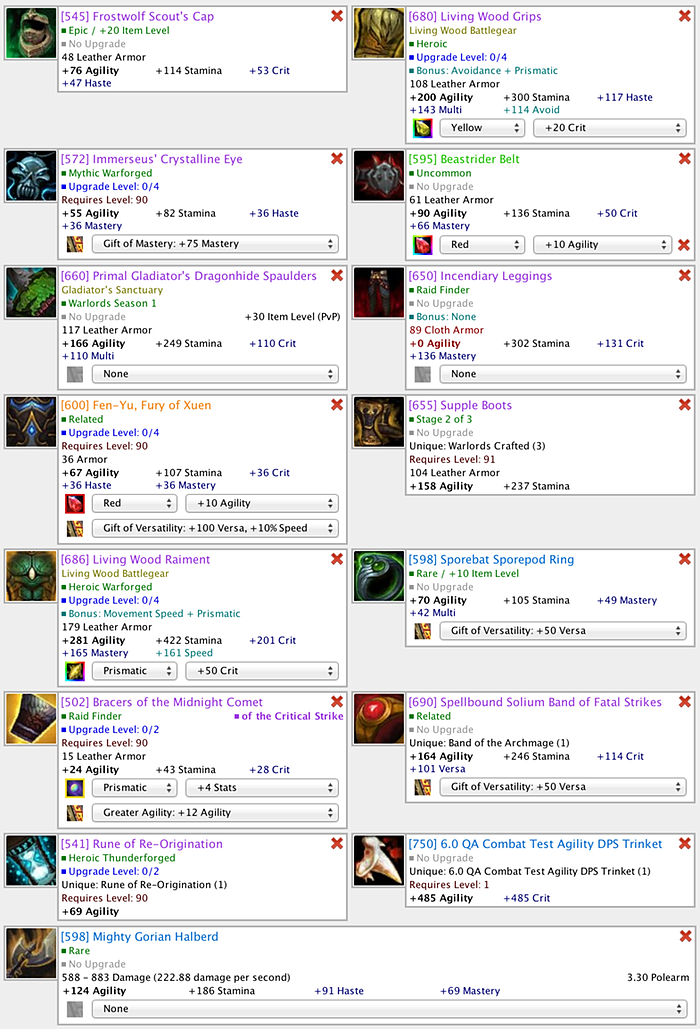 [545] Frostwolf Scout's Cap
Epic / +20 Item Level
No Upgrade
48 Leather Armor
+76 Agility +114 Stamina +53 Crit
+47 Haste
[680] Living Wood Grips
Living Wood Battlegear
Heroic
Upgrade Level: 0/4
Bonus: Avoidance + Prismatic
108 Leather Armor
+200 Agility +300 Stamina +117 Haste
+143 Multi +114 Avoid
Yellow +20 Crit
[572] Immerseus' Crystalline Eye
Mythic Warforged
Upgrade Level: 0/4
Requires Level: 90
+55 Agility +82 Stamina +36 Haste
+36 Mastery
Gift of Mastery: +75 Mastery
[595] Beastrider Belt
Uncommon
No Upgrade
61 Leather Armor
+90 Agility +136 Stamina +50 Crit
+66 Mastery
Red +10 Agility
[660] Primal Gladiator's Dragonhide Spaulders
Gladiator's Sanctuary
Warlords Season 1
No Upgrade +30 Item Level (PvP)
117 Leather Armor
+166 Agility +249 Stamina +110 Crit
+110 Multi
None
[650] Incendiary Leggings
Raid Finder
No Upgrade
Bonus: None
89 Cloth Armor
+0 Agility +302 Stamina +131 Crit
+136 Mastery
None
[600] Fen-Yu, Fury of Xuen
Related
Upgrade Level: 0/4
Requires Level: 90
36 Armor
+67 Agility +107 Stamina +36 Crit
+36 Haste +36 Mastery
Red +10 Agility
Gift of Versatility: +100 Versa, +10% Speed
[655] Supple Boots
Stage 2 of 3
No Upgrade
Unique: Warlords Crafted (3)
Requires Level: 91
104 Leather Armor
+158 Agility +237 Stamina
[686] Living Wood Raiment
Living Wood Battlegear
Heroic Warforged
Upgrade Level: 0/4
Bonus: Movement Speed + Prismatic
179 Leather Armor
+281 Agility +422 Stamina +201 Crit
+165 Mastery +161 Speed
Prismatic +50 Crit
[598] Sporebat Sporepod Ring
Rare / +10 Item Level
No Upgrade
+70 Agility +105 Stamina +49 Mastery
+42 Multi
Gift of Versatility: +50 Versa
[502] Bracers of the Midnight Comet
Raid Finder of the Critical Strike
Upgrade Level: 0/2
Requires Level: 90
15 Leather Armor
+24 Agility +43 Stamina +28 Crit
Prismatic +4 Stats
Greater Agility: +12 Agility
[690] Spellbound Solium Band of Fatal Strikes
Related
No Upgrade
Unique: Band of the Archmage (1)
+164 Agility +246 Stamina +114 Crit
+101 Versa
Gift of Versatility: +50 Versa
[541] Rune of Re-Origination
Heroic Thunderforged
Upgrade Level: 0/2
Unique: Rune of Re-Origination (1)
Requires Level: 90
+69 Agility
[750] 6.0 QA Combat Test Agility DPS Trinket
No Upgrade
Unique: 6.0 QA Combat Test Agility DPS Trinket (1)
Requires Level: 1
+485 Agility +485 Crit
[598] Mighty Gorian Halberd
Rare
No Upgrade
588 - 883 Damage (222.88 damage per second) 3.30 Polearm
+124 Agility +186 Stamina +91 Haste +69 Mastery
None